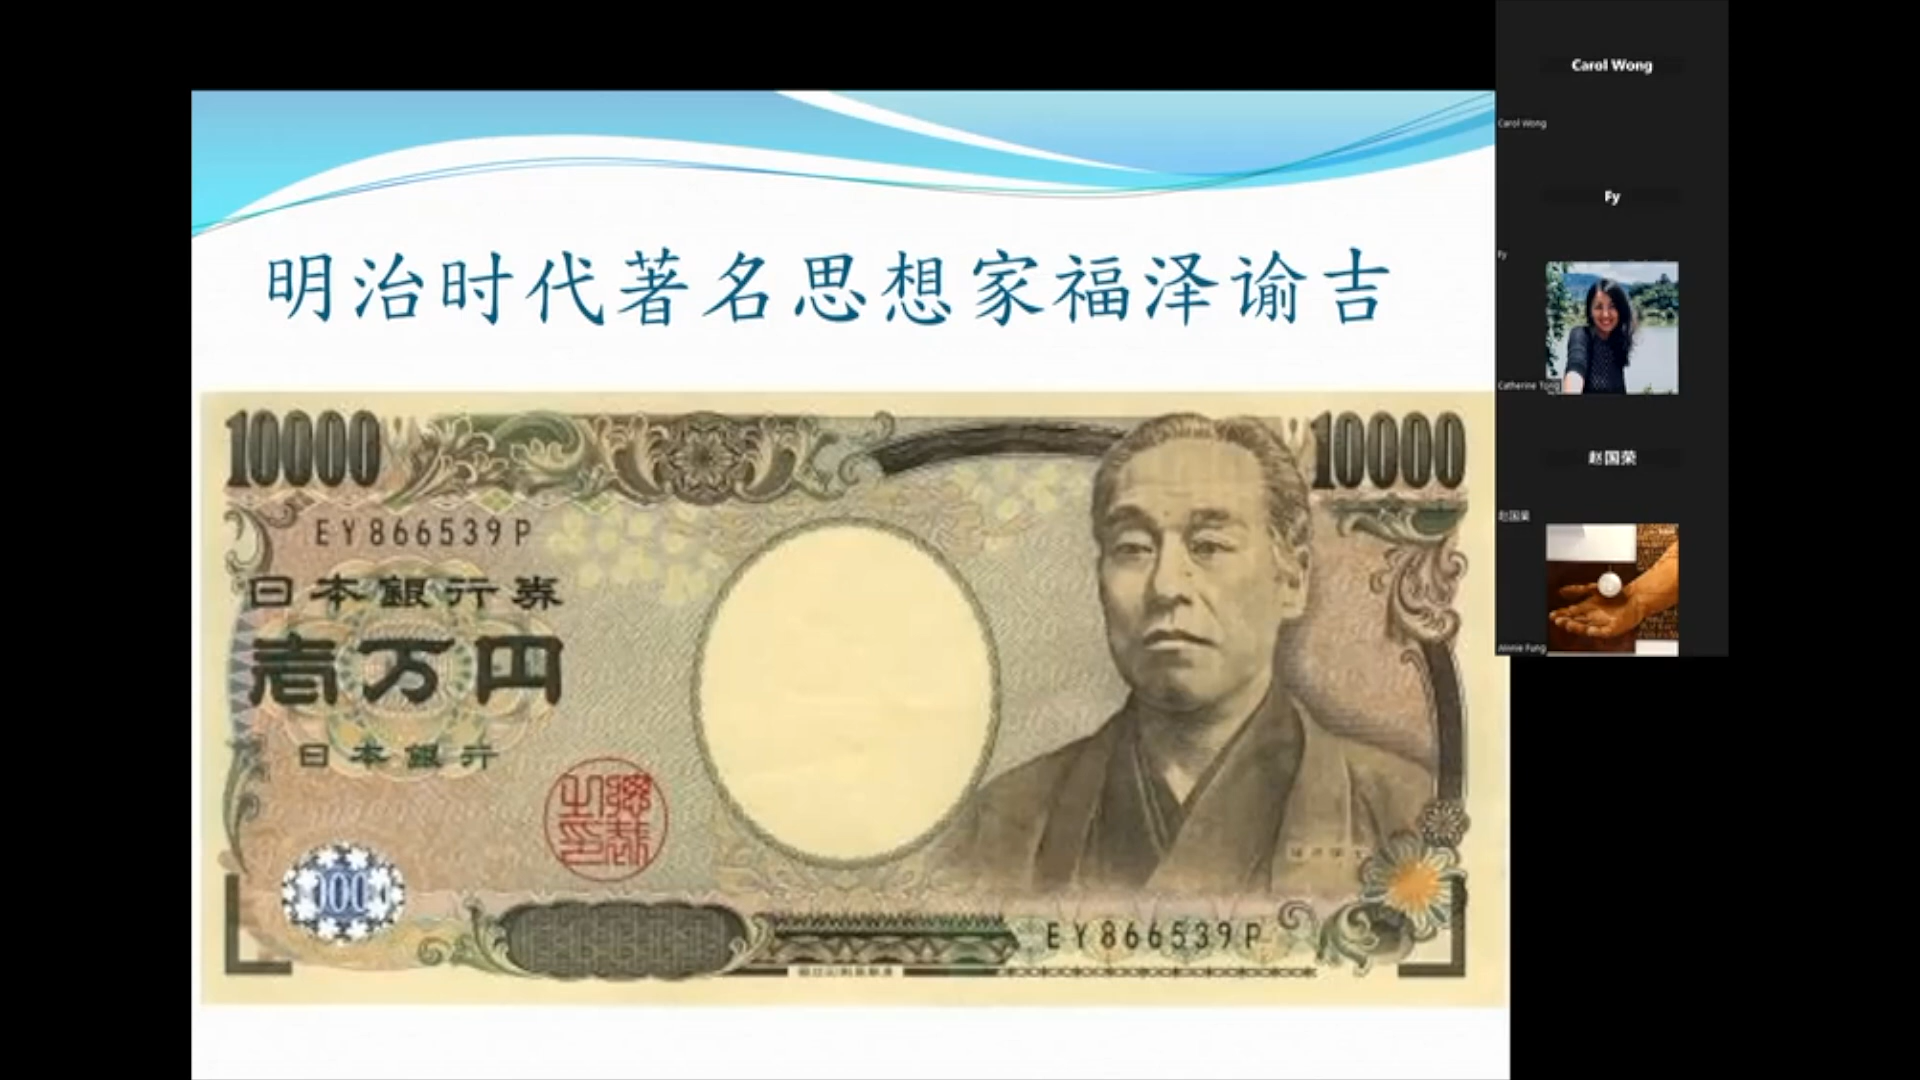 明治时代著名思想家福泽谕吉
10000
10000
EY866539P
日本銀行券
壱万円
日本銀行
EY866539P
Carol Wong
Carol Wong
Fy
Fy
Catherine Tong
赵国荣
赵国荣